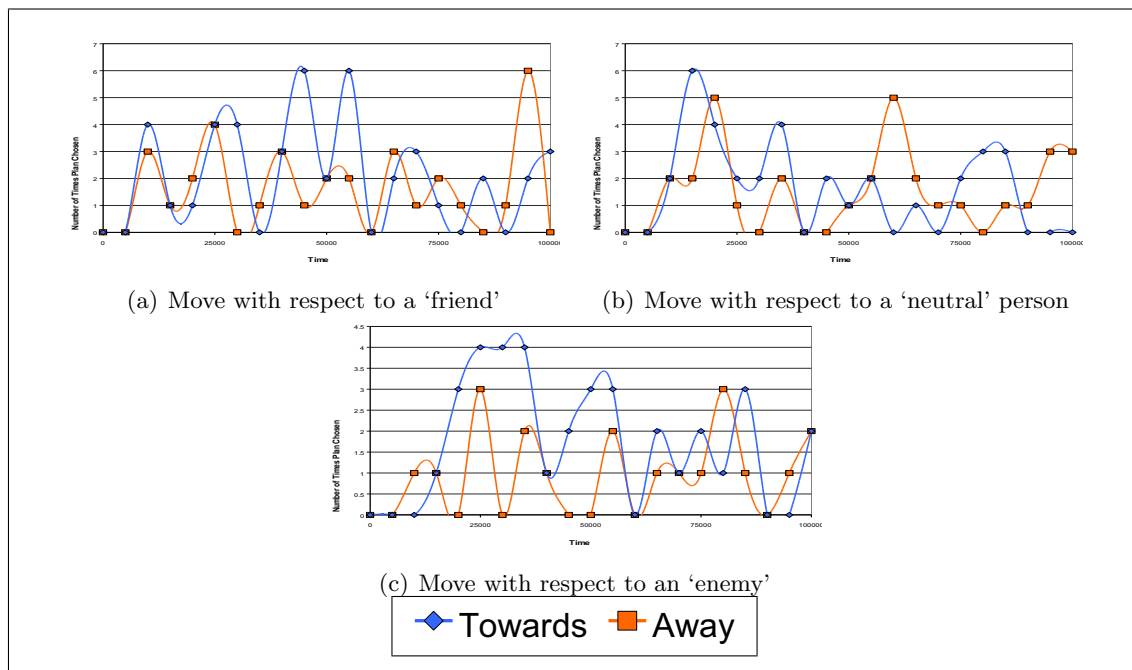 7
6
5
4
3
2
1
0
Number of Times Plan Chosen
0 25000 50000 75000 100000
Time
7
6
5
4
3
2
1
0
Number of Times Plan Chosen
0 25000 50000 75000 100000
Time
(a) Move with respect to a ‘friend’
(b) Move with respect to a ‘neutral’ person
4.5
4
3.5
3
2.5
2
1.5
1
0.5
0
Number of Times Plan Chosen
0 25000 50000 75000 100000
Time
(c) Move with respect to an ‘enemy’
Towards Away